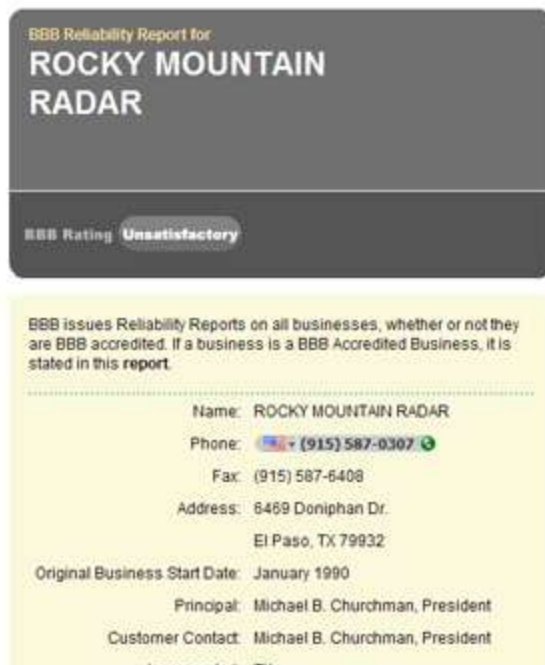 BBB Reliability Report for
ROCKY MOUNTAIN
RADAR
BBB Rating Unsatisfactory
BBB issues Reliability Reports on all businesses, whether or not they
are BBB accredited. If a business is a BBB Accredited Business, it is
stated in this report.
Name: ROCKY MOUNTAIN RADAR
Phone: (915) 587-0307
Fax: (915) 587-6408
Address: 6469 Doniphan Dr.
El Paso, TX 79932
Original Business Start Date: January 1990
Principal: Michael B. Churchman, President
Customer Contact: Michael B. Churchman, President